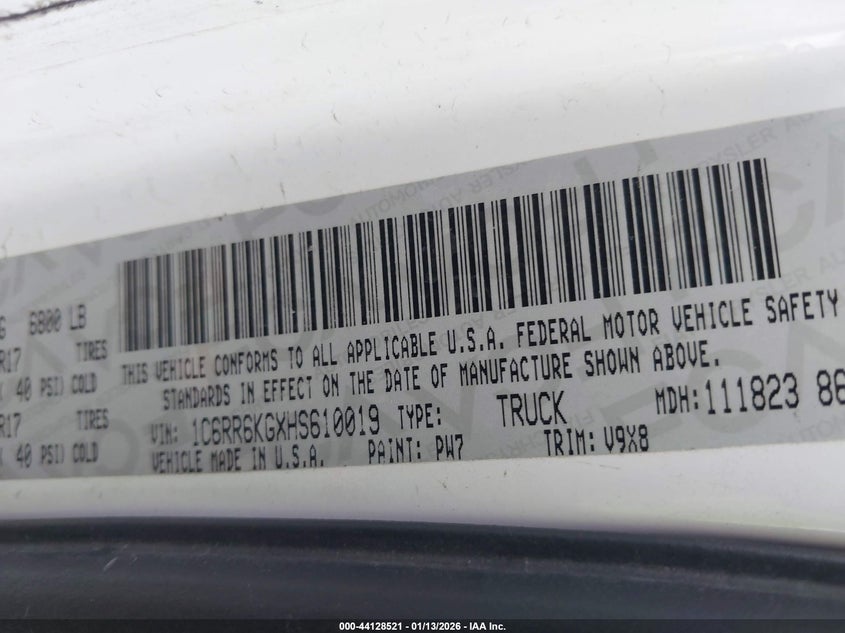 6800 LB
R17 TIRES
40 PSI) COLD
R17 TIRES
40 PSI) COLD
THIS VEHICLE CONFORMS TO ALL APPLICABLE U.S.A. FEDERAL MOTOR VEHICLE SAFETY
STANDARDS IN EFFECT ON THE DATE OF MANUFACTURE SHOWN ABOVE.
VIN: 1C6RR6KGXHS610019 TYPE: TRUCK MDH:111823 86
VEHICLE MADE IN U.S.A. PAINT: PW7 TRIM: V9X8
000-44128521 - 01/13/2026 - IAA Inc.